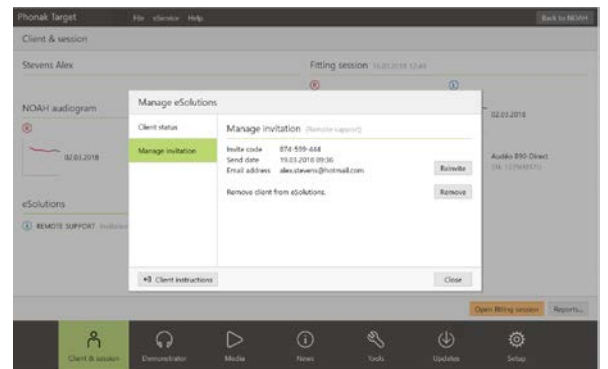 Phonak Target File eService Help Back to NOAH
Client & session
Stevens Alex
Fitting session
NOAH audiogram
02.03.2018
eSolutions
REMOTE SUPPORT
02.03.2018
Audéo B90-Direct
Manage eSolutions
Client status
Manage invitation
Manage invitation (Remote support)
Invite code 874-599-444
Send date 19.03.2018 09:36
Email address alex.stevens@hotmail.com
Reinvite
Remove client from eSolutions.
Remove
Client instructions
Close
Open fitting session
Reports...
Client & session
Demonstrator
Media
News
Tools
Updates
Setup